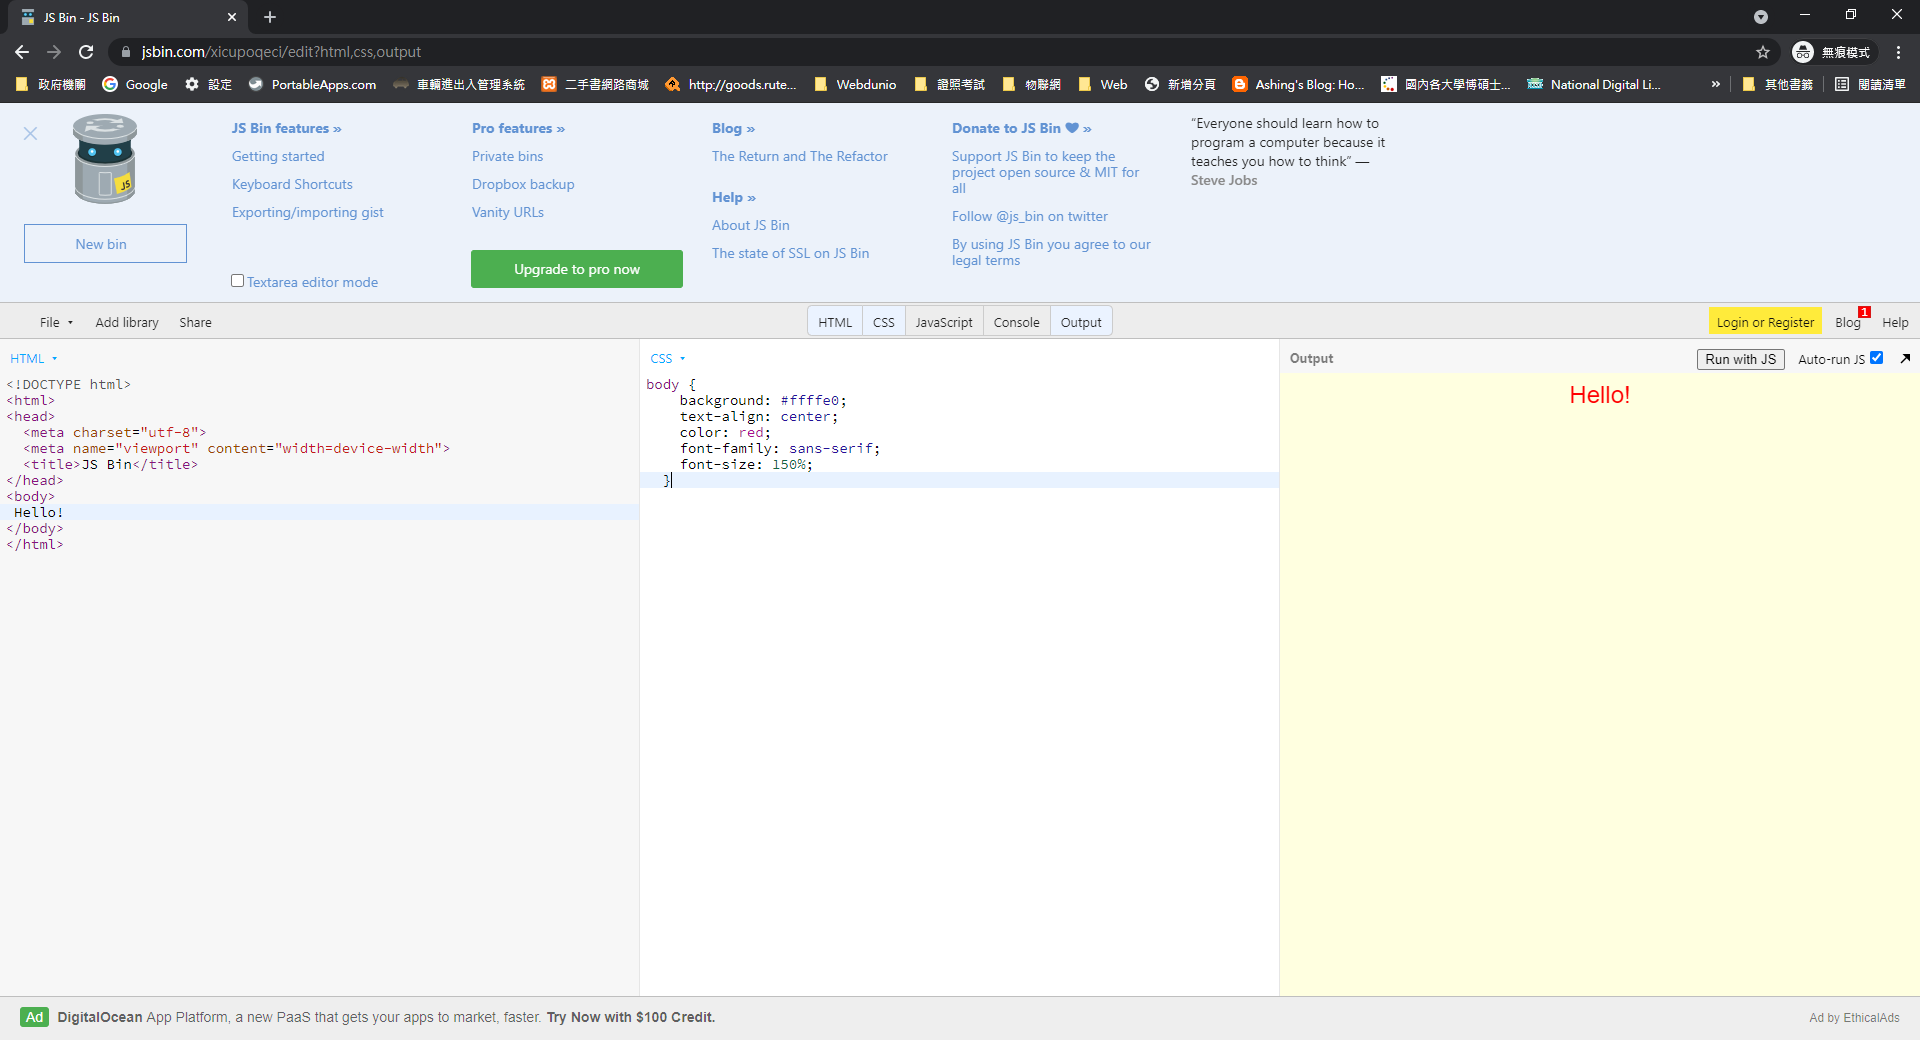 JS Bin - JS Bin
jsbin.com/xicupoqeci/edit?html,css,output
無痕模式
政府機關 Google 設定 PortableApps.com 車輛進出入管理系統 二手書網路商城 http://goods.rute... Webdunio 證照考試 物聯網 Web 新增分頁 Ashing's Blog: Ho... 國內各大學博碩士... National Digital Li... » 其他書籤 閱讀清單
JS
New bin
JS Bin features »
Getting started
Keyboard Shortcuts
Exporting/importing gist
Textarea editor mode
Pro features »
Private bins
Dropbox backup
Vanity URLs
Upgrade to pro now
Blog »
The Return and The Refactor
Help »
About JS Bin
The state of SSL on JS Bin
Donate to JS Bin ♥ »
Support JS Bin to keep the
project open source & MIT for
all
Follow @js_bin on twitter
By using JS Bin you agree to our
legal terms
“Everyone should learn how to
program a computer because it
teaches you how to think” —
Steve Jobs
File Add library Share HTML CSS JavaScript Console Output Login or Register Blog 1 Help
HTML
<!DOCTYPE html>
<html>
<head>
  <meta charset="utf-8">
  <meta name="viewport" content="width=device-width">
  <title>JS Bin</title>
</head>
<body>
 Hello!
</body>
</html>
CSS
body {
    background: #ffffe0;
    text-align: center;
    color: red;
    font-family: sans-serif;
    font-size: 150%;
  }
Output Run with JS Auto-run JS
Hello!
Ad DigitalOcean App Platform, a new PaaS that gets your apps to market, faster. Try Now with $100 Credit. Ad by EthicalAds